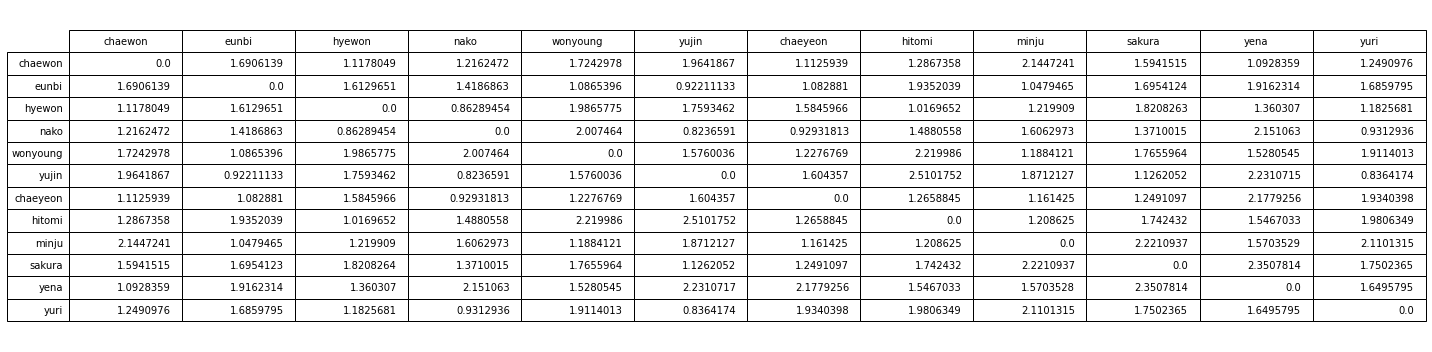 chaewon eunbi hyewon nako wonyoung yujin chaeyeon hitomi minju sakura yena yuri
chaewon 0.0 1.6906139 1.1178049 1.2162472 1.7242978 1.9641867 1.1125939 1.2867358 2.1447241 1.5941515 1.0928359 1.2490976
eunbi 1.6906139 0.0 1.6129651 1.4186863 1.0865396 0.92211133 1.082881 1.9352039 1.0479465 1.6954124 1.9162314 1.6859795
hyewon 1.1178049 1.6129651 0.0 0.86289454 1.9865775 1.7593462 1.5845966 1.0169652 1.219909 1.8208263 1.360307 1.1825681
nako 1.2162472 1.4186863 0.86289454 0.0 2.007464 0.8236591 0.92931813 1.4880558 1.6062973 1.3710015 2.151063 0.9312936
wonyoung 1.7242978 1.0865396 1.9865775 2.007464 0.0 1.5760036 1.2276769 2.219986 1.1884121 1.7655964 1.5280545 1.9114013
yujin 1.9641867 0.92211133 1.7593462 0.8236591 1.5760036 0.0 1.604357 2.5101752 1.8712127 1.1262052 2.2310715 0.8364174
chaeyeon 1.1125939 1.082881 1.5845966 0.92931813 1.2276769 1.604357 0.0 1.2658845 1.161425 1.2491097 2.1779256 1.9340398
hitomi 1.2867358 1.9352039 1.0169652 1.4880558 2.219986 2.5101752 1.2658845 0.0 1.208625 1.742432 1.5467033 1.9806349
minju 2.1447241 1.0479465 1.219909 1.6062973 1.1884121 1.8712127 1.161425 1.208625 0.0 2.2210937 1.5703529 2.1101315
sakura 1.5941515 1.6954123 1.8208264 1.3710015 1.7655964 1.1262052 1.2491097 1.742432 2.2210937 0.0 2.3507814 1.7502365
yena 1.0928359 1.9162314 1.360307 2.151063 1.5280545 2.2310717 2.1779256 1.5467033 1.5703528 2.3507814 0.0 1.6495795
yuri 1.2490976 1.6859795 1.1825681 0.9312936 1.9114013 0.8364174 1.9340398 1.9806349 2.1101315 1.7502365 1.6495795 0.0